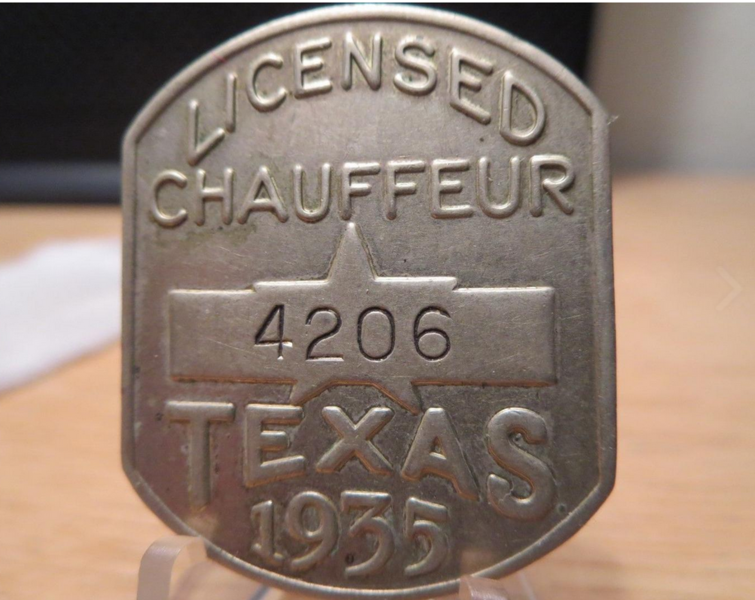 LICENSED
CHAUFFEUR
4206
TEXAS
1935